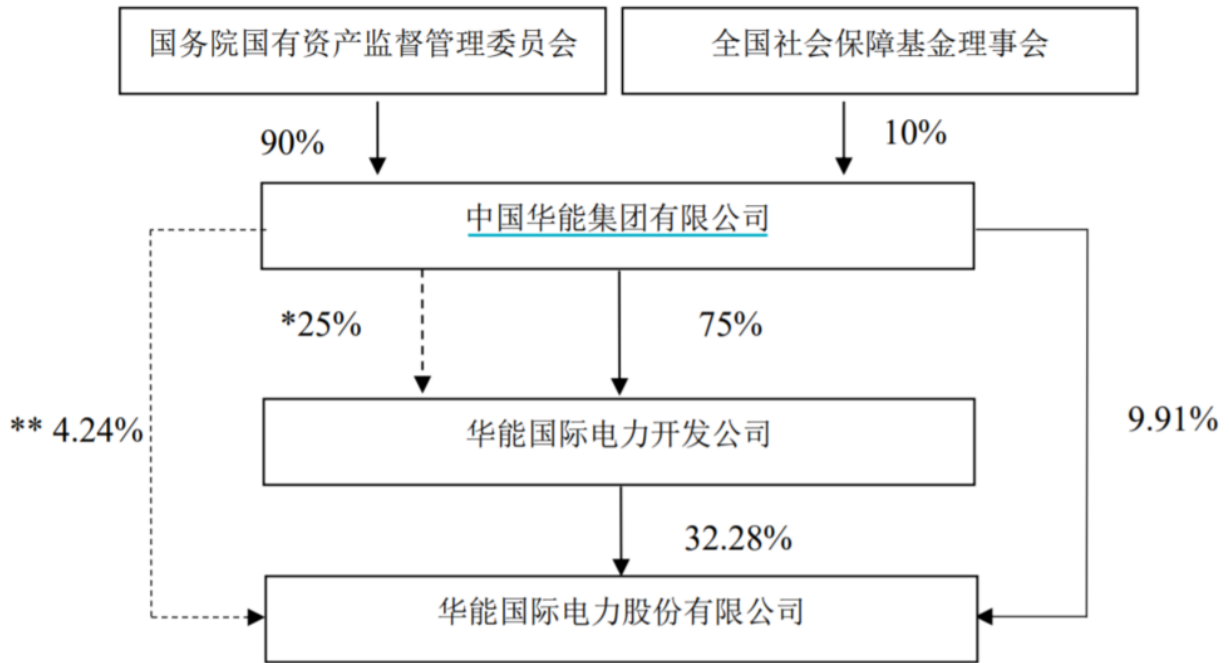 国务院国有资产监督管理委员会
全国社会保障基金理事会
90%
10%
中国华能集团有限公司
*25%
75%
** 4.24%
9.91%
华能国际电力开发公司
32.28%
华能国际电力股份有限公司